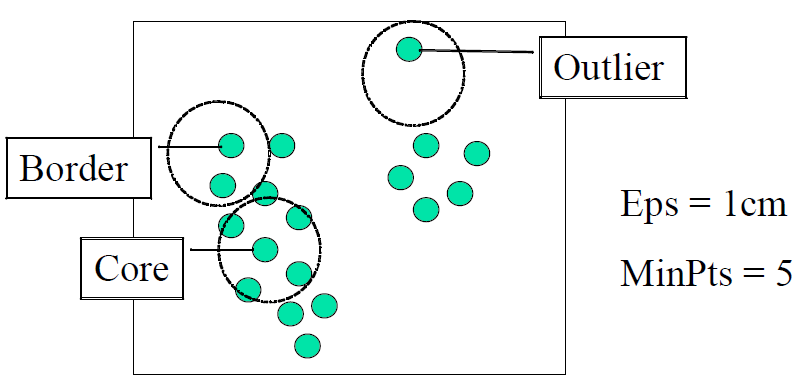 Outlier
Border
Core
Eps = 1cm
MinPts = 5